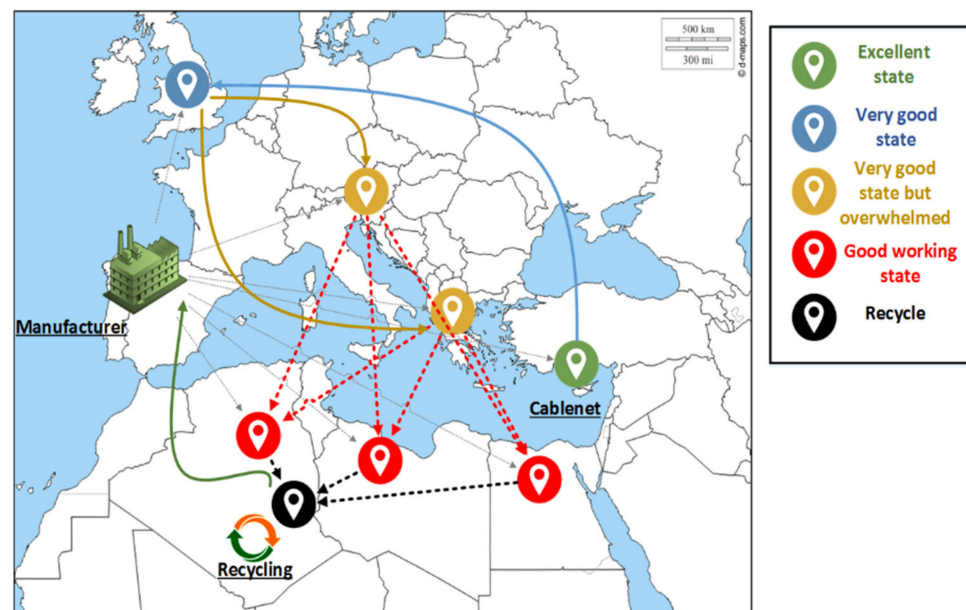 500 km
300 mi
© d-maps.com
Manufacturer
Cablenet
Recycling
Excellent
state
Very good
state
Very good
state but
overwhelmed
Good working
state
Recycle